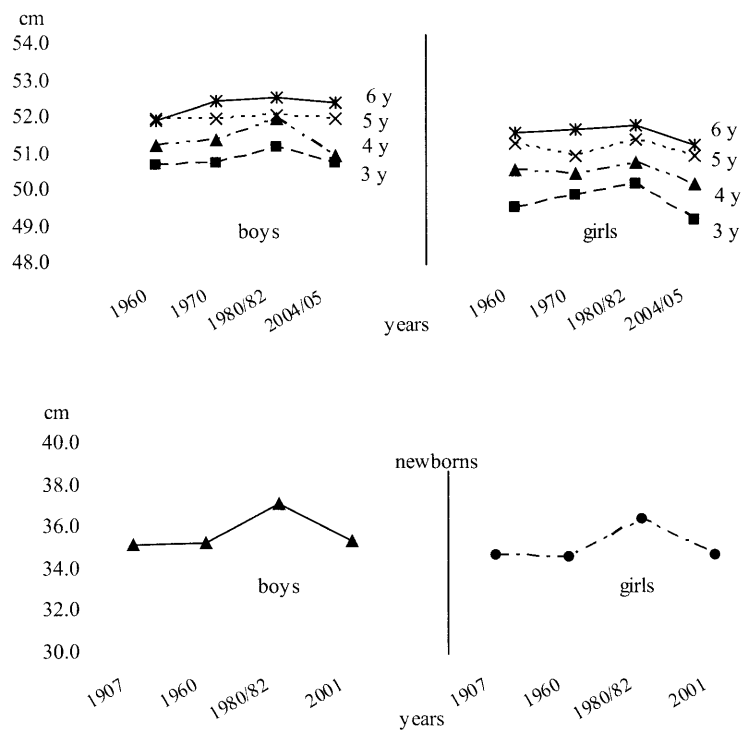 cm
54.0
53.0
52.0
51.0
50.0
49.0
48.0
6 y
5 y
4 y
3 y
boys
6 y
5 y
4 y
3 y
girls
1960
1970
1980/82
2004/05
1960
1970
1980/82
2004/05
years
cm
40.0
38.0
36.0
34.0
32.0
30.0
newborns
boys
girls
1907
1960
1980/82
2001
1907
1960
1980/82
2001
years